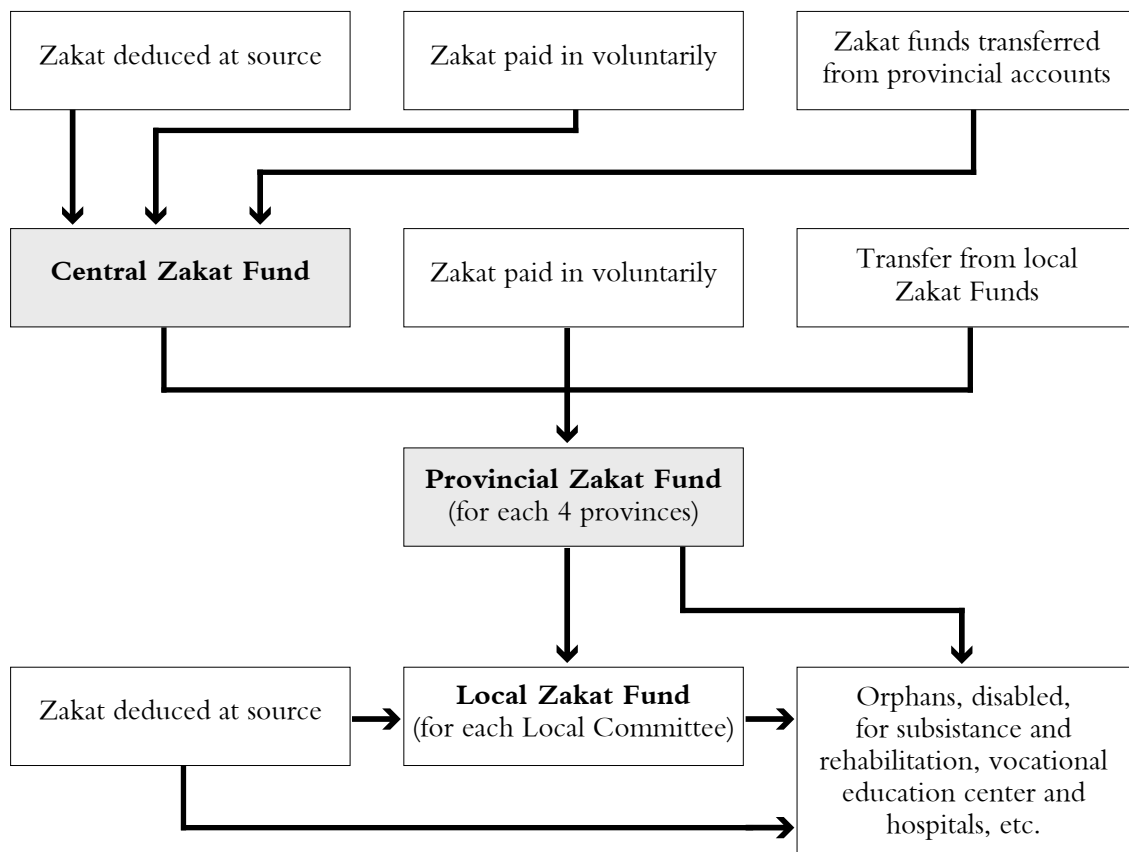 Zakat deduced at source
Zakat paid in voluntarily
Zakat funds transferred
from provincial accounts
Central Zakat Fund
Zakat paid in voluntarily
Transfer from local
Zakat Funds
Provincial Zakat Fund
(for each 4 provinces)
Zakat deduced at source
Local Zakat Fund
(for each Local Committee)
Orphans, disabled,
for subsistance and
rehabilitation, vocational
education center and
hospitals, etc.